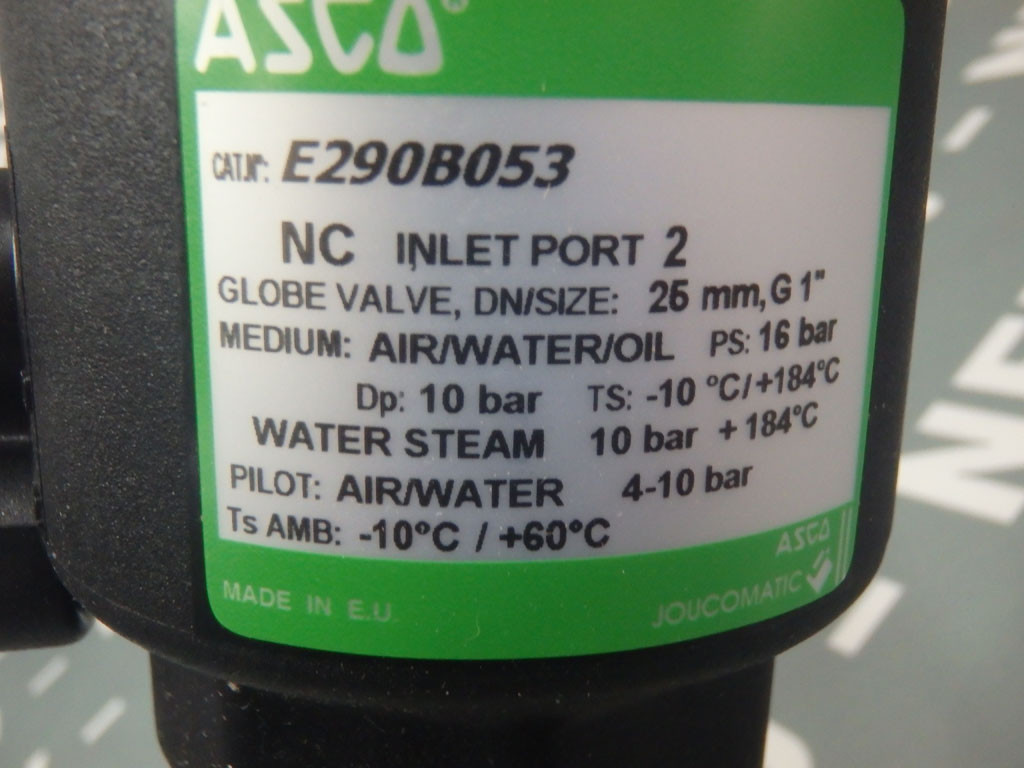 ASCO®
CAT.N°: E290B053
NC INLET PORT 2
GLOBE VALVE, DN/SIZE: 25 mm, G 1"
MEDIUM: AIR/WATER/OIL PS: 16 bar
Dp: 10 bar TS: -10 °C/+184°C
WATER STEAM 10 bar +184°C
PILOT: AIR/WATER 4-10 bar
Ts AMB: -10°C / +60°C
ASCO
MADE IN E.U. JOUCOMATIC